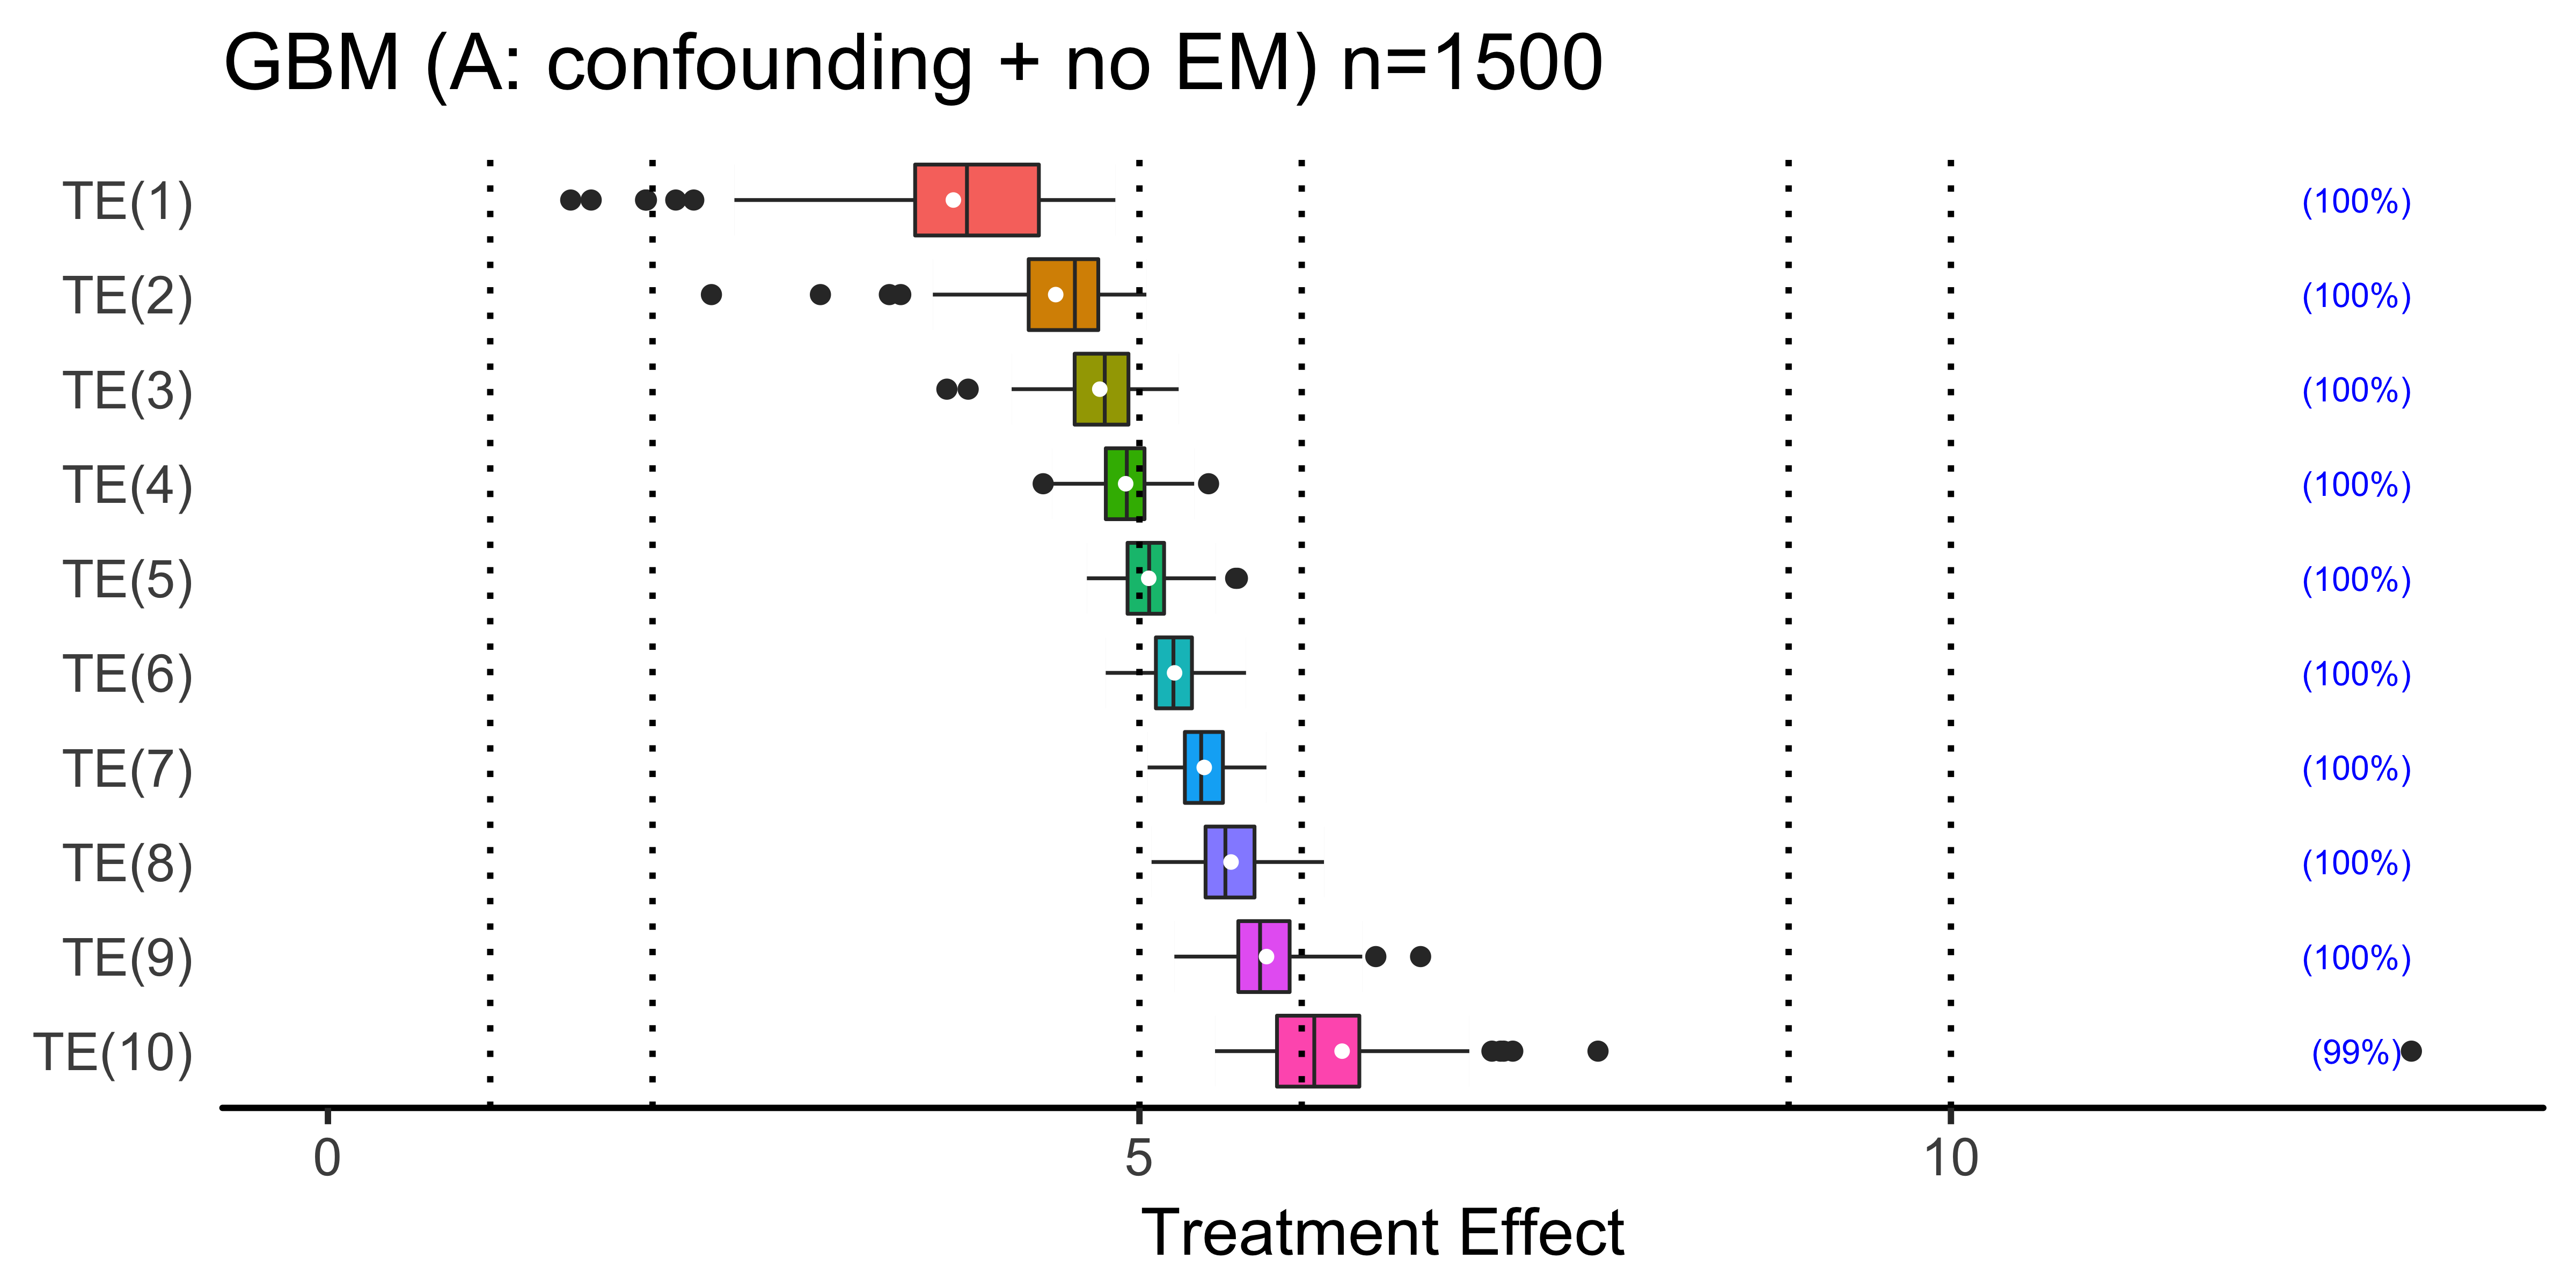 GBM (A: confounding + no EM) n=1500
TE(1) (100%)
TE(2) (100%)
TE(3) (100%)
TE(4) (100%)
TE(5) (100%)
TE(6) (100%)
TE(7) (100%)
TE(8) (100%)
TE(9) (100%)
TE(10) (99%)
0 5 10
Treatment Effect